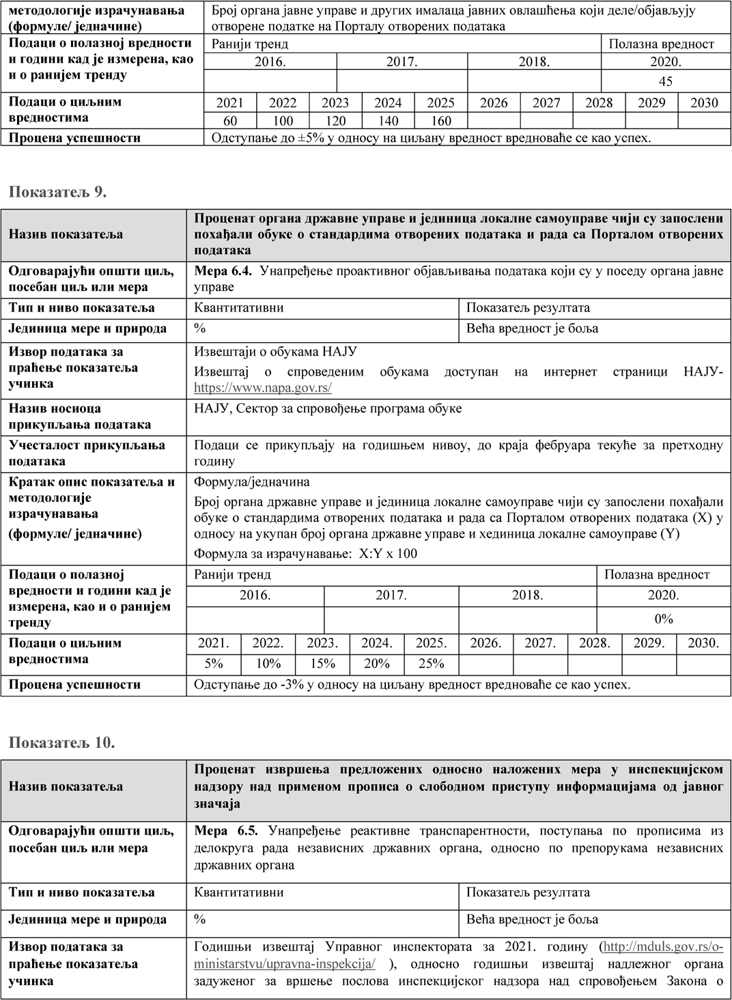 методологије израчунавања
(формуле/ једначине)
Број органа јавне управе и других ималаца јавних овлашћења који деле/објављују
отворене податке на Порталу отворених података
Подаци о полазној вредности
и години кад је измерена, као
и о ранијем тренду
Ранији тренд
Полазна вредност
2016.
2017.
2018.
2020.
45
Подаци о циљним
вредностима
2021
2022
2023
2024
2025
2026
2027
2028
2029
2030
60
100
120
140
160
Процена успешности
Одступање до ±5% у односу на циљану вредност вредноваће се као успех.
Показатељ 9.
Назив показатеља
Проценат органа државне управе и јединица локалне самоуправе чији су запослени
похађали обуке о стандардима отворених података и рада са Порталом отворених
података
Одговарајући општи циљ,
посебан циљ или мера
Мера 6.4. Унапређење проактивног објављивања података који су у поседу органа јавне
управе
Тип и ниво показатеља
Квантитативни
Показатељ резултата
Јединица мере и природа
%
Већа вредност је боља
Извор података за
праћење показатеља
учинка
Извештаји о обукама НАЈУ
Извештај о спроведеним обукама доступан на интернет страници НАЈУ-
https://www.napa.gov.rs/
Назив носиоца
прикупљања података
НАЈУ, Сектор за спровођење програма обуке
Учесталост прикупљања
података
Подаци се прикупљају на годишњем нивоу, до краја фебруара текуће за претходну
годину
Кратак опис показатеља и
методологије
израчунавања
(формуле/ једначине)
Формула/једначина
Број органа државне управе и јединица локалне самоуправе чији су запослени похађали
обуке о стандардима отворених података и рада са Порталом отворених података (X) у
односу на укупан број органа државне управе и хединица локалне самоуправе (Y)
Формула за израчунавање: X:Y x 100
Подаци о полазној
вредности и години кад је
измерена, као и о ранијем
тренду
Ранији тренд
Полазна вредност
2016.
2017.
2018.
2020.
0%
Подаци о циљним
вредностима
2021.
2022.
2023.
2024.
2025.
2026.
2027.
2028.
2029.
2030.
5%
10%
15%
20%
25%
Процена успешности
Одступање до -3% у односу на циљану вредност вредноваће се као успех.
Показатељ 10.
Назив показатеља
Проценат извршења предложених односно наложених мера у инспекцијском
надзору над применом прописа о слободном приступу информацијама од јавног
значаја
Одговарајући општи циљ,
посебан циљ или мера
Мера 6.5. Унапређење реактивне транспарентности, поступања по прописима из
делокруга рада независних државних органа, односно по препорукама независних
државних органа
Тип и ниво показатеља
Квантитативни
Показатељ резултата
Јединица мере и природа
%
Већа вредност је боља
Извор података за
праћење показатеља
учинка
Годишњи извештај Управног инспектората за 2021. годину (http://mduls.gov.rs/o-
ministarstvu/upravna-inspekcija/ ), односно годишњи извештај надлежног органа
задуженог за вршење послова инспекцијског надзора над спровођењем Закона о